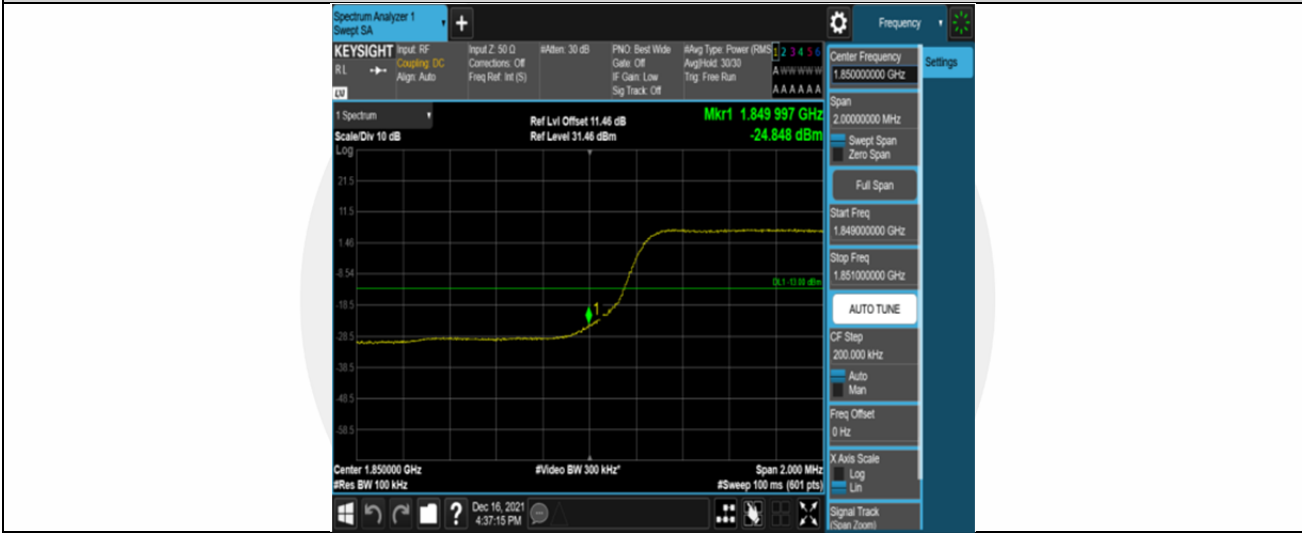 Spectrum Analyzer 1
Swept SA
+
Frequency
KEYSIGHT
RL
Input: RF
Coupling: DC
Align: Auto
Input Z: 50 Ω
Corrections: Off
Freq Ref: Int (S)
#Atten: 30 dB
PNO: Best Wide
Gate: Off
IF Gain: Low
Sig Track: Off
#Avg Type: Power (RMS
Avg|Hold: 30/30
Trig: Free Run
1 2 3 4 5 6
A W W W W W
A A A A A A
1 Spectrum
Scale/Div 10 dB
Log
Ref Lvl Offset 11.46 dB
Ref Level 31.46 dBm
Mkr1 1.849 997 GHz
-24.848 dBm
21.5
11.5
1.46
-8.54
-18.5
-28.5
-38.5
-48.5
-58.5
DL1 -13.00 dBm
1
Center 1.850000 GHz
#Res BW 100 kHz
#Video BW 300 kHz*
Span 2.000 MHz
#Sweep 100 ms (601 pts)
Dec 16, 2021
4:37:15 PM
?
Center Frequency
1.850000000 GHz
Settings
Span
2.00000000 MHz
Swept Span
Zero Span
Full Span
Start Freq
1.849000000 GHz
Stop Freq
1.851000000 GHz
AUTO TUNE
CF Step
200.000 kHz
Auto
Man
Freq Offset
0 Hz
X Axis Scale
Log
Lin
Signal Track
(Span Zoom)